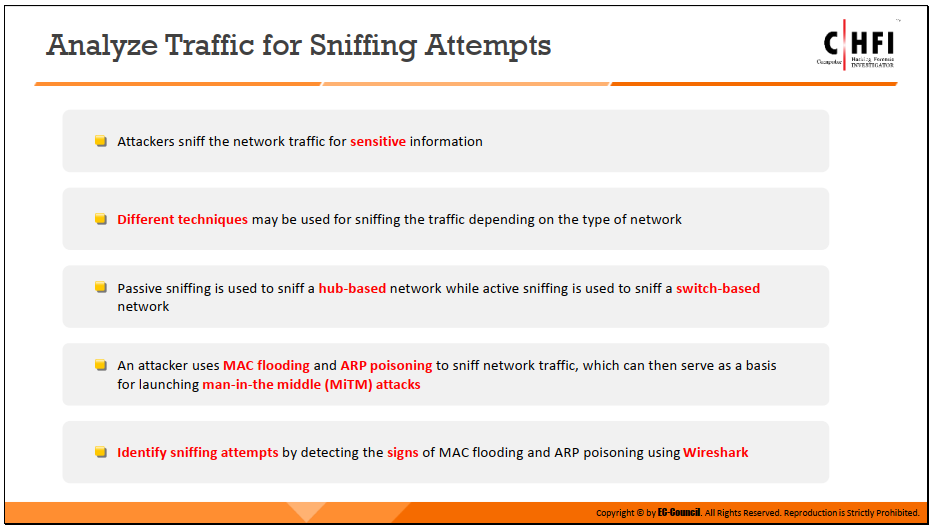 Analyze Traffic for Sniffing Attempts
CHFI
Computer Hacking Forensic
INVESTIGATOR
Attackers sniff the network traffic for sensitive information
Different techniques may be used for sniffing the traffic depending on the type of network
Passive sniffing is used to sniff a hub-based network while active sniffing is used to sniff a switch-based
network
An attacker uses MAC flooding and ARP poisoning to sniff network traffic, which can then serve as a basis
for launching man-in-the middle (MiTM) attacks
Identify sniffing attempts by detecting the signs of MAC flooding and ARP poisoning using Wireshark
Copyright © by EC-Council. All Rights Reserved. Reproduction is Strictly Prohibited.